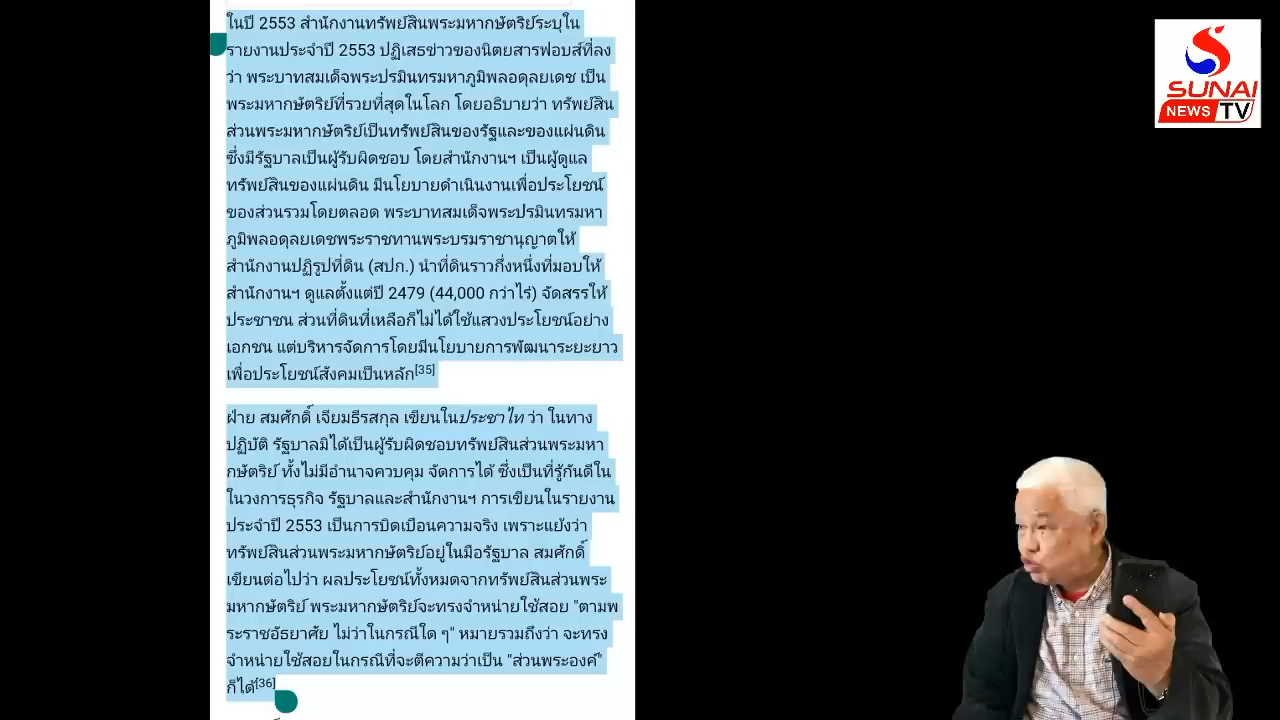 ในปี 2553 สำนักงานทรัพย์สินพระมหากษัตริย์ระบุใน
รายงานประจำปี 2553 ปฏิเสธข่าวของนิตยสารฟอบส์ที่ลง
ว่า พระบาทสมเด็จพระปรมินทรมหาภูมิพลอดุลยเดช เป็น
พระมหากษัตริย์ที่รวยที่สุดในโลก โดยอธิบายว่า ทรัพย์สิน
ส่วนพระมหากษัตริย์เป็นทรัพย์สินของรัฐและของแผ่นดิน
ซึ่งมีรัฐบาลเป็นผู้รับผิดชอบ โดยสำนักงานฯ เป็นผู้ดูแล
ทรัพย์สินของแผ่นดิน มีนโยบายดำเนินงานเพื่อประโยชน์
ของส่วนรวมโดยตลอด พระบาทสมเด็จพระปรมินทรมหา
ภูมิพลอดุลยเดชพระราชทานพระบรมราชานุญาตให้
สำนักงานปฏิรูปที่ดิน (สปก.) นำที่ดินราวกึ่งหนึ่งที่มอบให้
สำนักงานฯ ดูแลตั้งแต่ปี 2479 (44,000 กว่าไร่) จัดสรรให้
ประชาชน ส่วนที่ดินที่เหลือก็ไม่ได้ใช้แสวงประโยชน์อย่าง
เอกชน แต่บริหารจัดการโดยมีนโยบายการพัฒนาระยะยาว
เพื่อประโยชน์สังคมเป็นหลัก[35]
ฝ่าย สมศักดิ์ เจียมธีรสกุล เขียนในประชาไท ว่า ในทาง
ปฏิบัติ รัฐบาลมิได้เป็นผู้รับผิดชอบทรัพย์สินส่วนพระมหา
กษัตริย์ ทั้งไม่มีอำนาจควบคุม จัดการได้ ซึ่งเป็นที่รู้กันดีใน
ในวงการธุรกิจ รัฐบาลและสำนักงานฯ การเขียนในรายงาน
ประจำปี 2553 เป็นการบิดเบือนความจริง เพราะแย้งว่า
ทรัพย์สินส่วนพระมหากษัตริย์อยู่ในมือรัฐบาล สมศักดิ์
เขียนต่อไปว่า ผลประโยชน์ทั้งหมดจากทรัพย์สินส่วนพระ
มหากษัตริย์ พระมหากษัตริย์จะทรงจำหน่ายใช้สอย "ตามพ
ระราชอัธยาศัย ไม่ว่าในกรณีใด ๆ" หมายรวมถึงว่า จะทรง
จำหน่ายใช้สอยในกรณีที่จะตีความว่าเป็น "ส่วนพระองค์"
ก็ได้[36]
SUNAI
NEWS TV